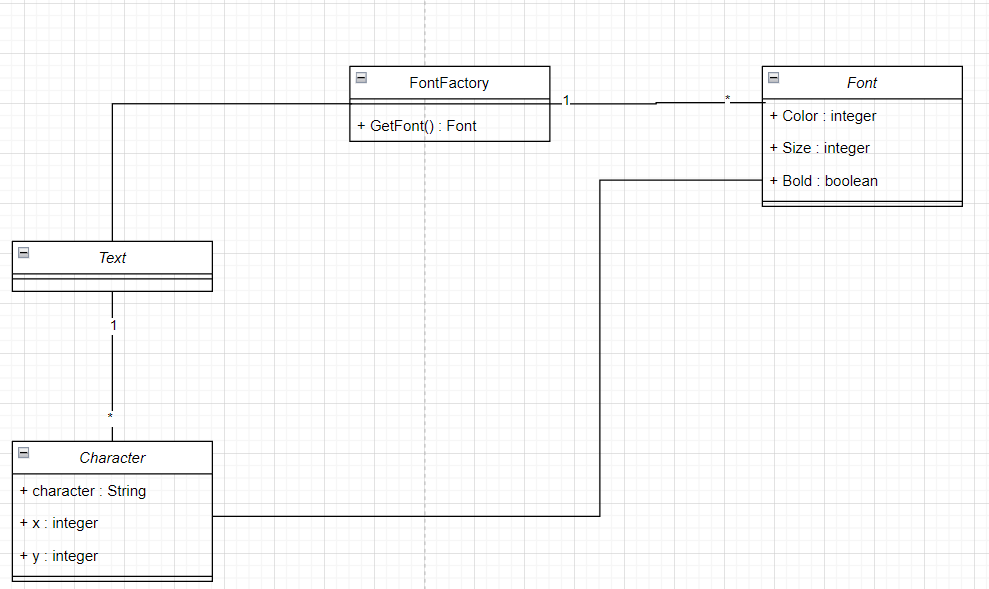 FontFactory
+ GetFont() : Font
1
*
Font
+ Color : integer
+ Size : integer
+ Bold : boolean
Text
1
*
Character
+ character : String
+ x : integer
+ y : integer